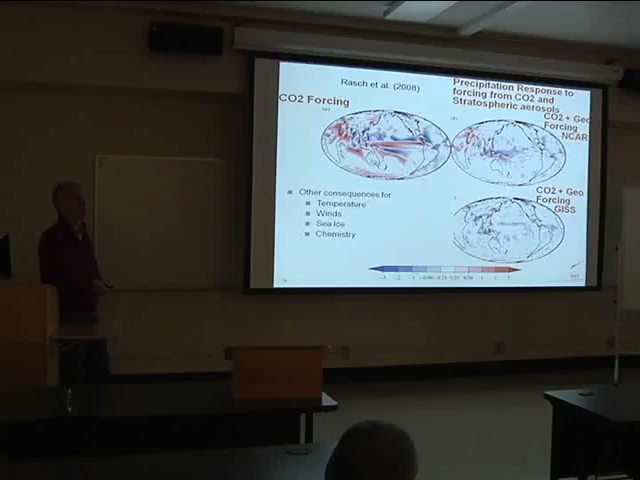 Rasch et al. (2008)
Precipitation Response to
forcing from CO2 and
Stratospheric aerosols
CO2 Forcing
CO2 + Geo
Forcing
NCAR
CO2 + Geo
Forcing
GISS
Other consequences for
Temperature
Winds
Sea Ice
Chemistry